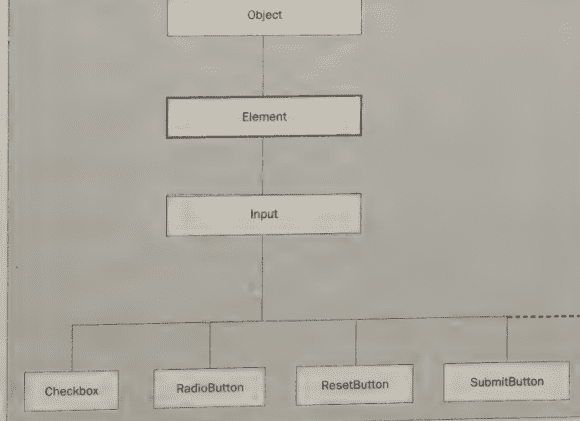 Object
Element
Input
Checkbox
RadioButton
ResetButton
SubmitButton